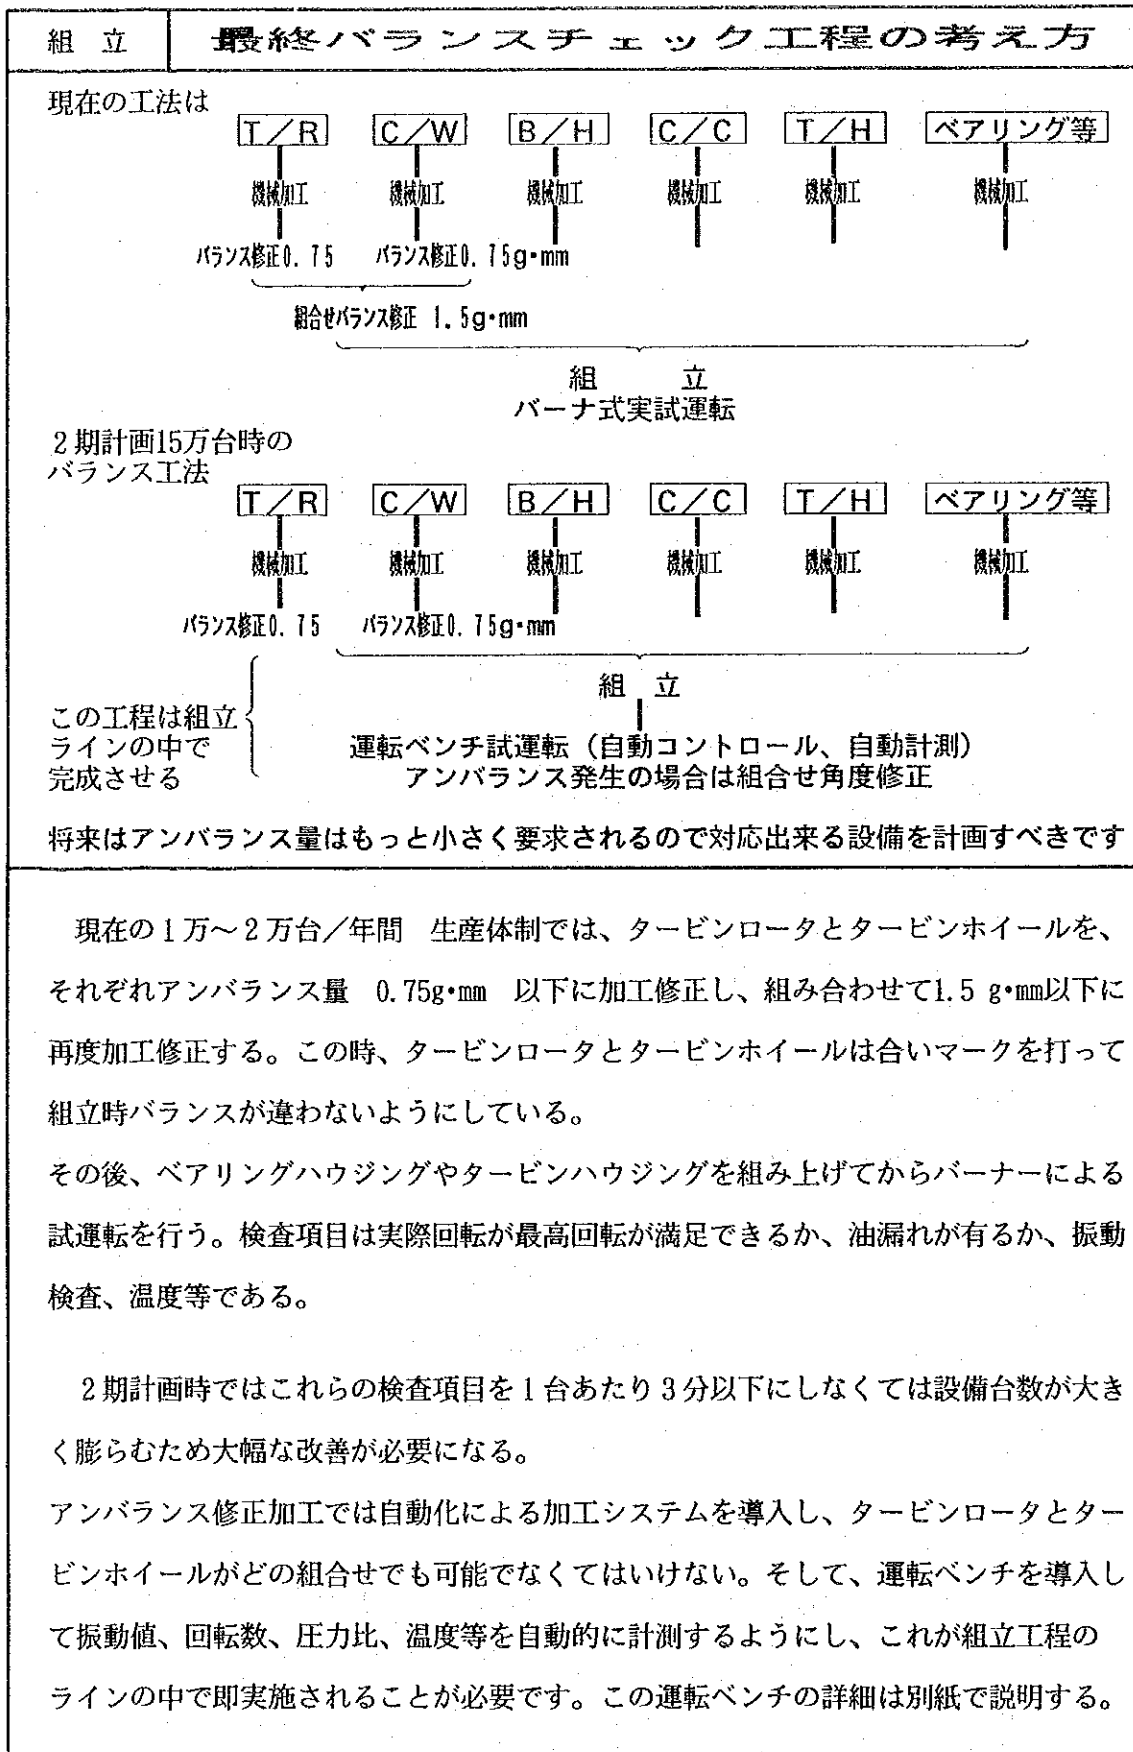 組 立 最終バランスチェック工程の考え方
現在の工法は
T/R C/W B/H C/C T/H ベアリング等
機械加工 機械加工 機械加工 機械加工 機械加工 機械加工
バランス修正0.75 バランス修正0.75g・mm
組合せバランス修正 1.5g・mm
組 立
バーナ式実試運転
2期計画15万台時の
バランス工法
T/R C/W B/H C/C T/H ベアリング等
機械加工 機械加工 機械加工 機械加工 機械加工 機械加工
バランス修正0.75 バランス修正0.75g・mm
組 立
この工程は組立
ラインの中で
完成させる
運転ベンチ試運転(自動コントロール、自動計測)
アンバランス発生の場合は組合せ角度修正
将来はアンバランス量はもっと小さく要求されるので対応出来る設備を計画すべきです
現在の1万~2万台/年間 生産体制では、タービンロータとタービンホイールを、
それぞれアンバランス量 0.75g・mm 以下に加工修正し、組み合わせて1.5 g・mm以下に
再度加工修正する。この時、タービンロータとタービンホイールは合いマークを打って
組立時バランスが違わないようにしている。
その後、ベアリングハウジングやタービンハウジングを組み上げてからバーナーによる
試運転を行う。検査項目は実際回転が最高回転が満足できるか、油漏れが有るか、振動
検査、温度等である。
2期計画時ではこれらの検査項目を1台あたり3分以下にしなくては設備台数が大き
く膨らむため大幅な改善が必要になる。
アンバランス修正加工では自動化による加工システムを導入し、タービンロータとター
ビンホイールがどの組合せでも可能でなくてはいけない。そして、運転ベンチを導入し
て振動値、回転数、圧力比、温度等を自動的に計測するようにし、これが組立工程の
ラインの中で即実施されることが必要です。この運転ベンチの詳細は別紙で説明する。